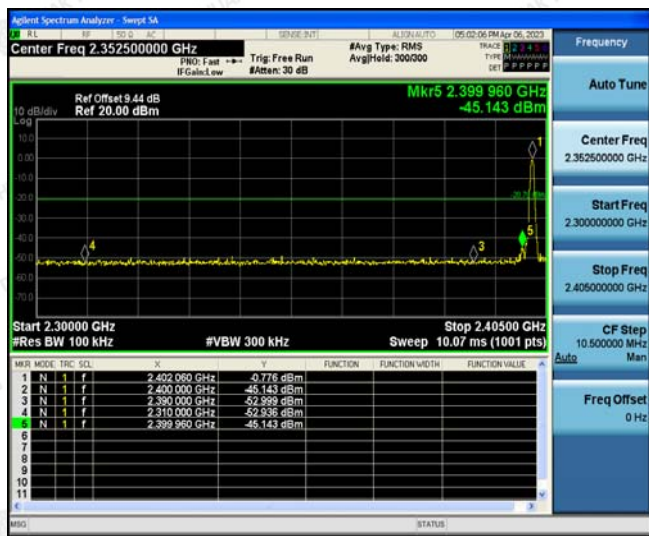 Agilent Spectrum Analyzer - Swept SA
RL RF 50 Ω AC SENSE:INT ALIGNAUTO 05:02:06 PM Apr 06, 2023
Center Freq 2.352500000 GHz
PNO: Fast Trig: Free Run
IFGain:Low #Atten: 30 dB
#Avg Type: RMS
Avg|Hold: 300/300
TRACE 1 2 3 4 5 6
TYPE M
DET P P P P P P
Frequency
Auto Tune
Center Freq
2.352500000 GHz
Start Freq
2.300000000 GHz
Stop Freq
2.405000000 GHz
CF Step
10.500000 MHz
Auto Man
Freq Offset
0 Hz
Mkr5 2.399 960 GHz
-45.143 dBm
Ref Offset 9.44 dB
10 dB/div Ref 20.00 dBm
Log
10.0
0.00
-10.0
-20.0
-30.0
-40.0
-50.0
-60.0
-70.0
1
5
3
4
Start 2.30000 GHz Stop 2.40500 GHz
#Res BW 100 kHz #VBW 300 kHz Sweep 10.07 ms (1001 pts)
MKR MODE TRC SCL X Y FUNCTION FUNCTION WIDTH FUNCTION VALUE
1 N 1 f 2.402 060 GHz -0.776 dBm
2 N 1 f 2.400 000 GHz -45.143 dBm
3 N 1 f 2.390 000 GHz -52.999 dBm
4 N 1 f 2.310 000 GHz -52.936 dBm
5 N 1 f 2.399 960 GHz -45.143 dBm
6
7
8
9
10
11
MSG STATUS